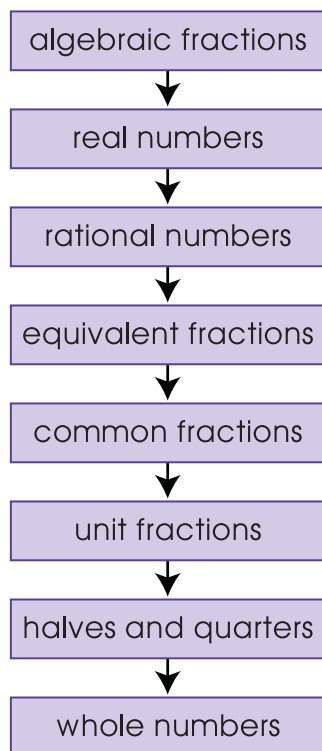 algebraic fractions
real numbers
rational numbers
equivalent fractions
common fractions
unit fractions
halves and quarters
whole numbers